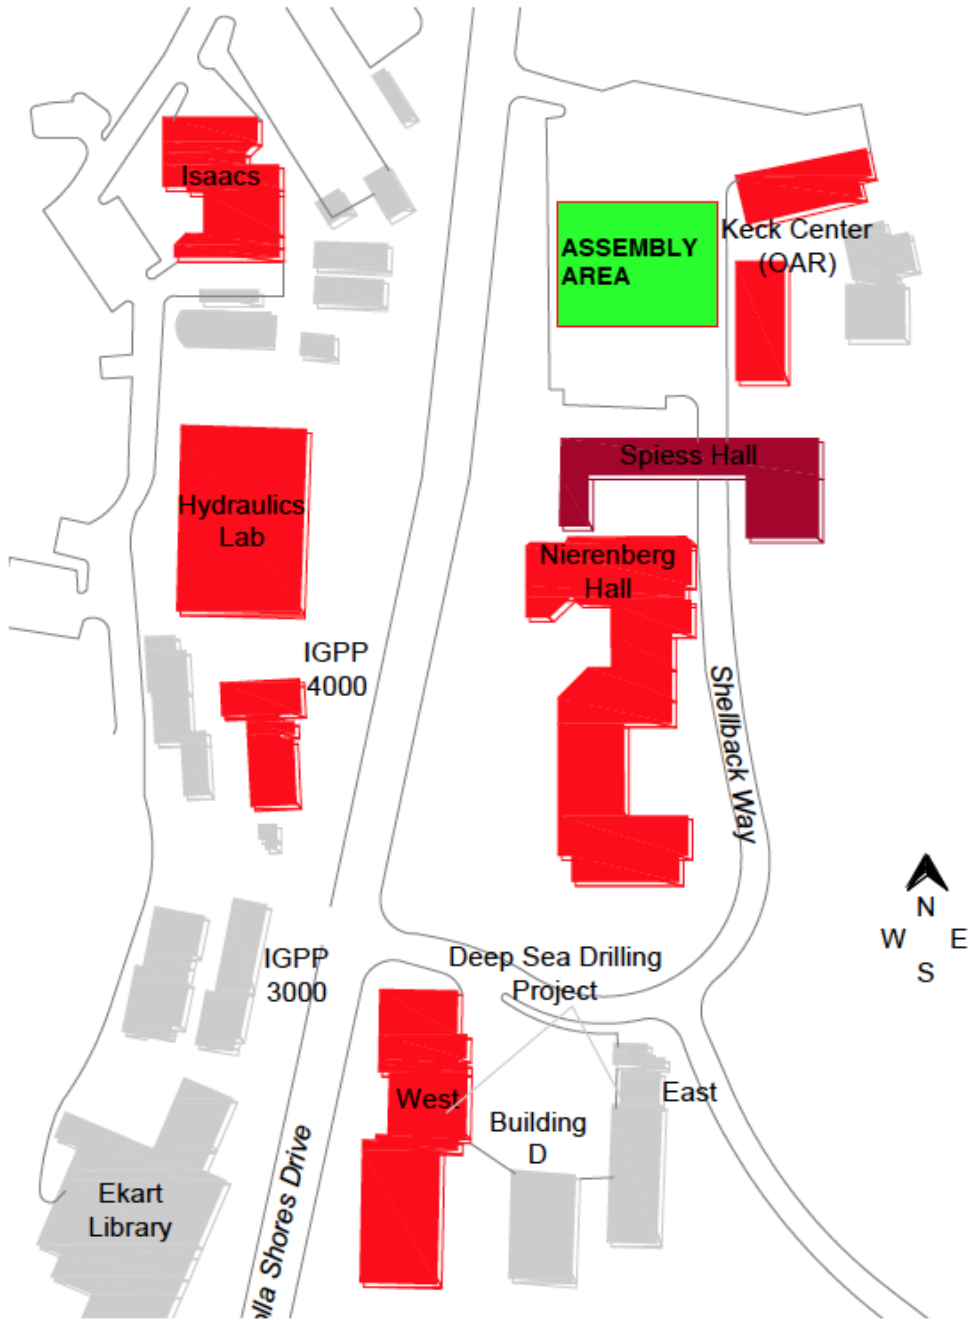 Isaacs
ASSEMBLY
AREA
Keck Center
(OAR)
Spiess Hall
Hydraulics
Lab
Nierenberg
Hall
IGPP
4000
Shellback Way
N
W E
S
IGPP
3000
Deep Sea Drilling
Project
West
East
Building
D
Ekart
Library
olla Shores Drive